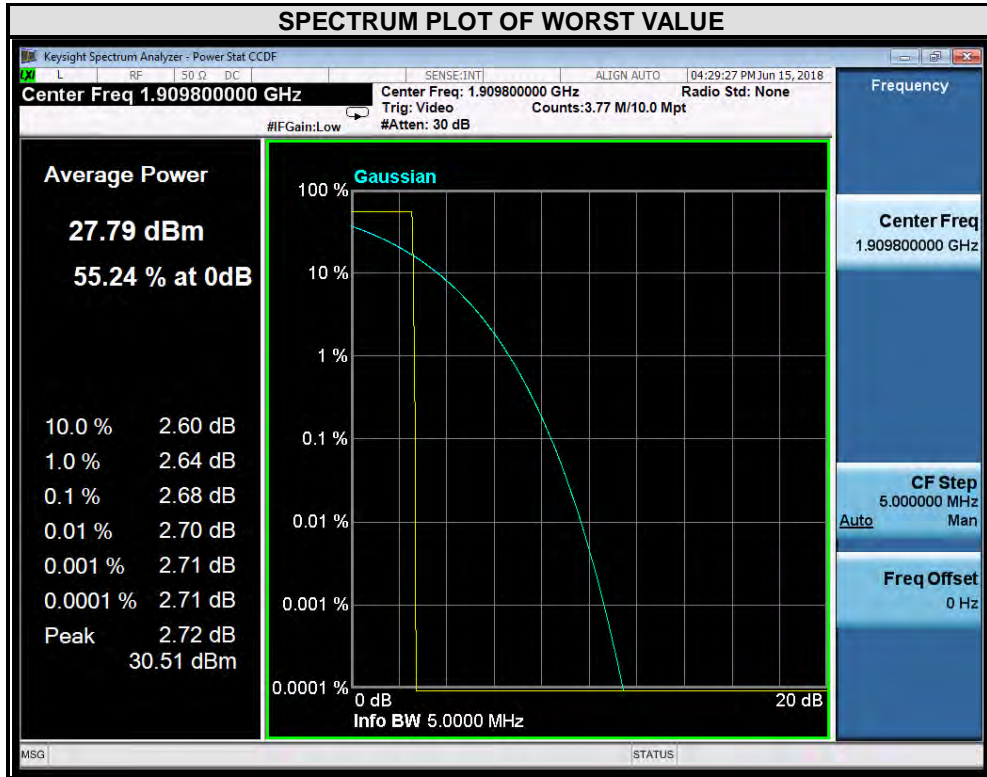 SPECTRUM PLOT OF WORST VALUE
Keysight Spectrum Analyzer - Power Stat CCDF
LXI L RF 50 Ω DC SENSE:INT ALIGN AUTO 04:29:27 PM Jun 15, 2018
Center Freq 1.909800000 GHz
Center Freq: 1.909800000 GHz Radio Std: None
Trig: Video Counts:3.77 M/10.0 Mpt
#IFGain:Low #Atten: 30 dB
Frequency
Average Power
27.79 dBm
55.24 % at 0dB
10.0 % 2.60 dB
1.0 % 2.64 dB
0.1 % 2.68 dB
0.01 % 2.70 dB
0.001 % 2.71 dB
0.0001 % 2.71 dB
Peak 2.72 dB
30.51 dBm
Gaussian
100 %
10 %
1 %
0.1 %
0.01 %
0.001 %
0.0001 %
0 dB 20 dB
Info BW 5.0000 MHz
Center Freq
1.909800000 GHz
CF Step
5.000000 MHz
Auto Man
Freq Offset
0 Hz
MSG STATUS